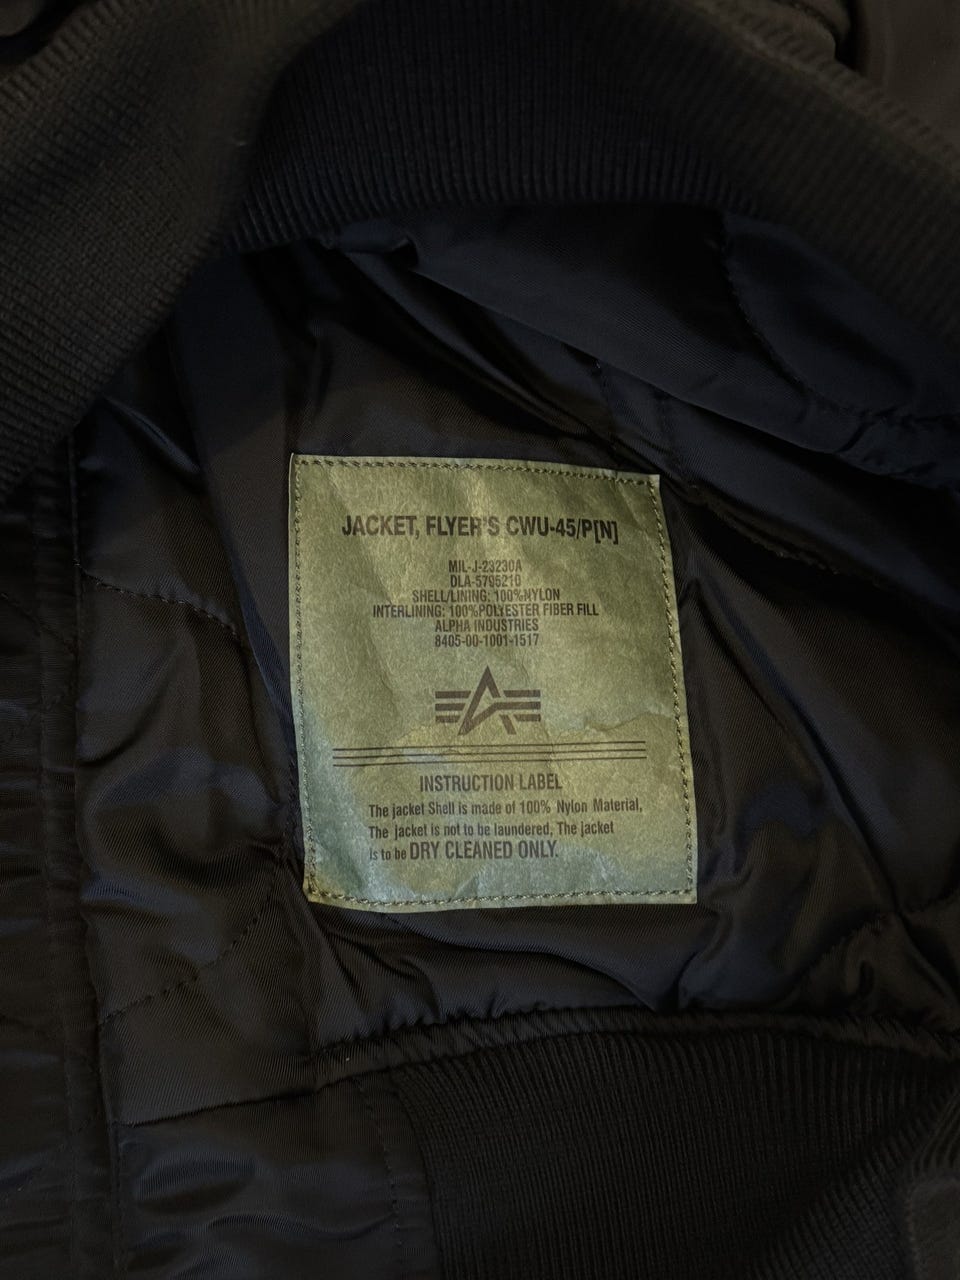 JACKET, FLYER'S CWU-45/P[N]
MIL-J-23230A
DLA-5795210
SHELL/LINING: 100%NYLON
INTERLINING: 100%POLYESTER FIBER FILL
ALPHA INDUSTRIES
8405-00-1001-1517
INSTRUCTION LABEL
The jacket Shell is made of 100% Nylon Material,
The jacket is not to be laundered, The jacket
is to be DRY CLEANED ONLY.